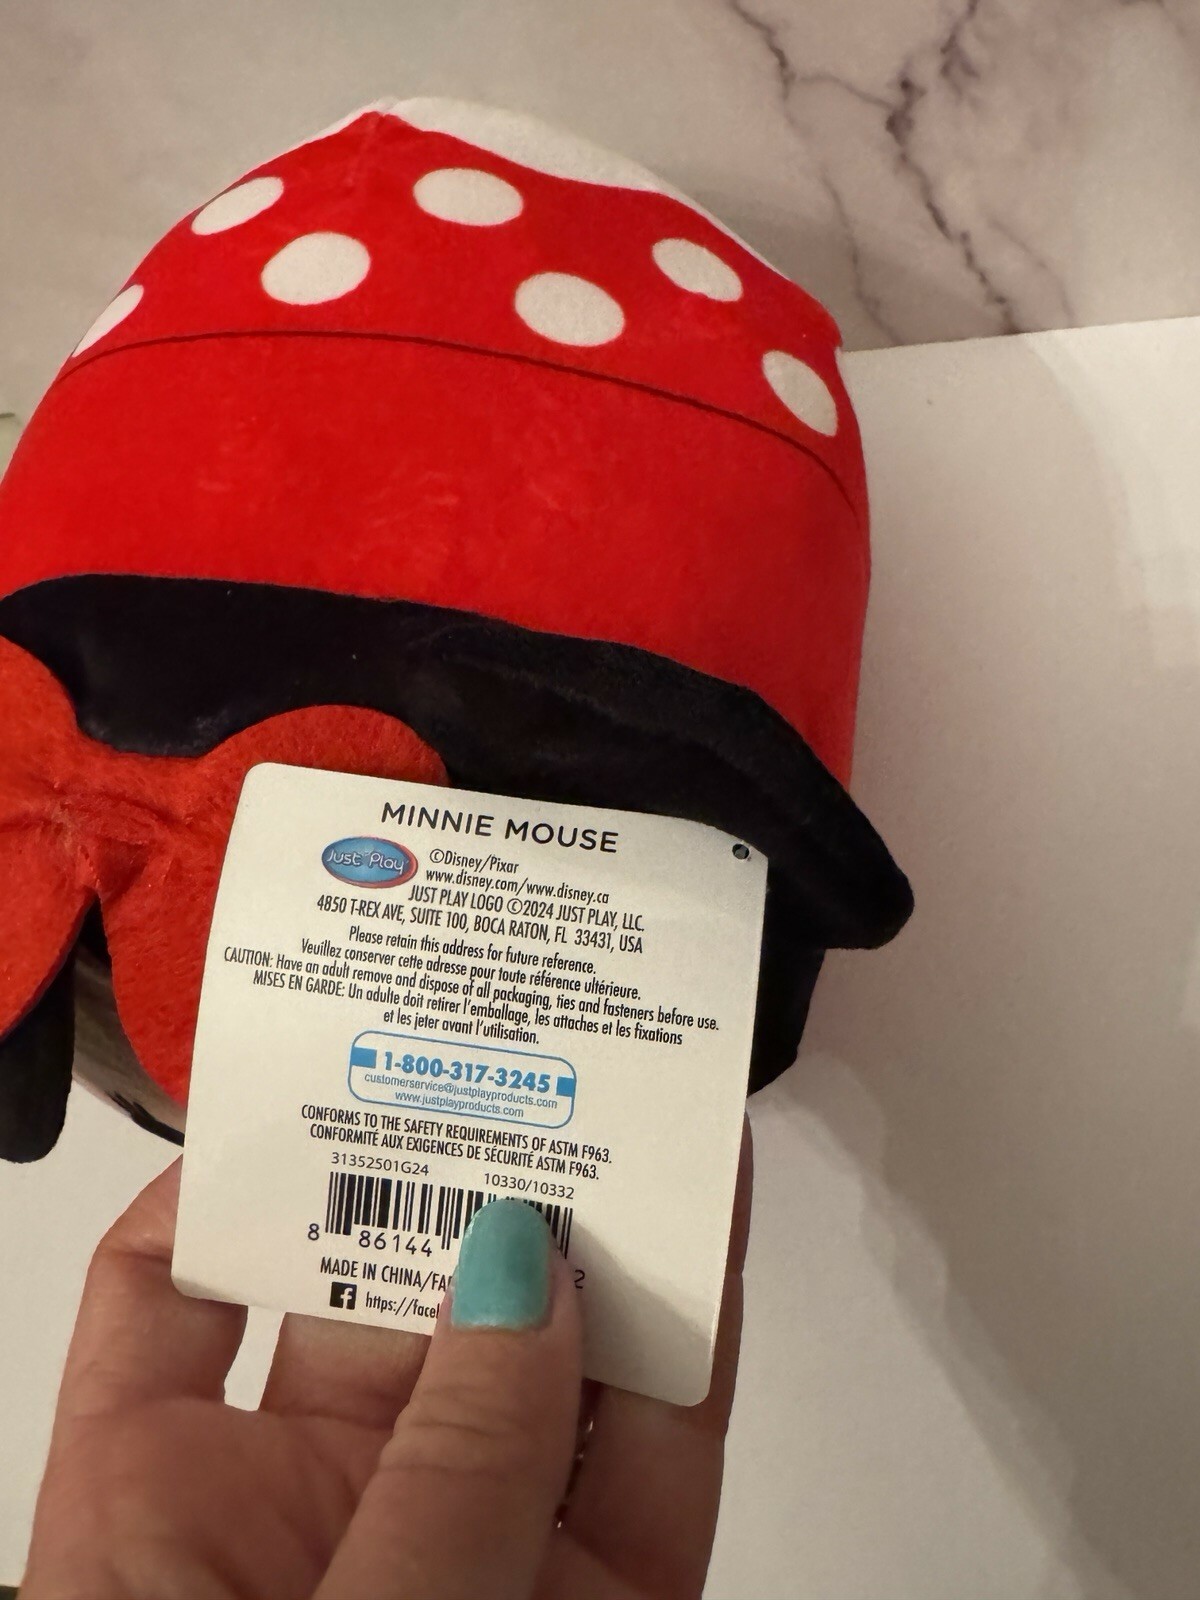 MINNIE MOUSE
Just Play
©Disney/Pixar
www.disney.com/www.disney.ca
JUST PLAY LOGO ©2024 JUST PLAY, LLC.
4850 T-REX AVE, SUITE 100, BOCA RATON, FL 33431, USA
Please retain this address for future reference.
Veuillez conserver cette adresse pour toute référence ultérieure.
CAUTION: Have an adult remove and dispose of all packaging, ties and fasteners before use.
MISES EN GARDE: Un adulte doit retirer l'emballage, les attaches et les fixations
et les jeter avant l'utilisation.
1-800-317-3245
customerservice@justplayproducts.com
www.justplayproducts.com
CONFORMS TO THE SAFETY REQUIREMENTS OF ASTM F963.
CONFORMITÉ AUX EXIGENCES DE SÉCURITÉ ASTM F963.
31352501G24
10330/10332
8 86144 2
MADE IN CHINA/FA
f https://face